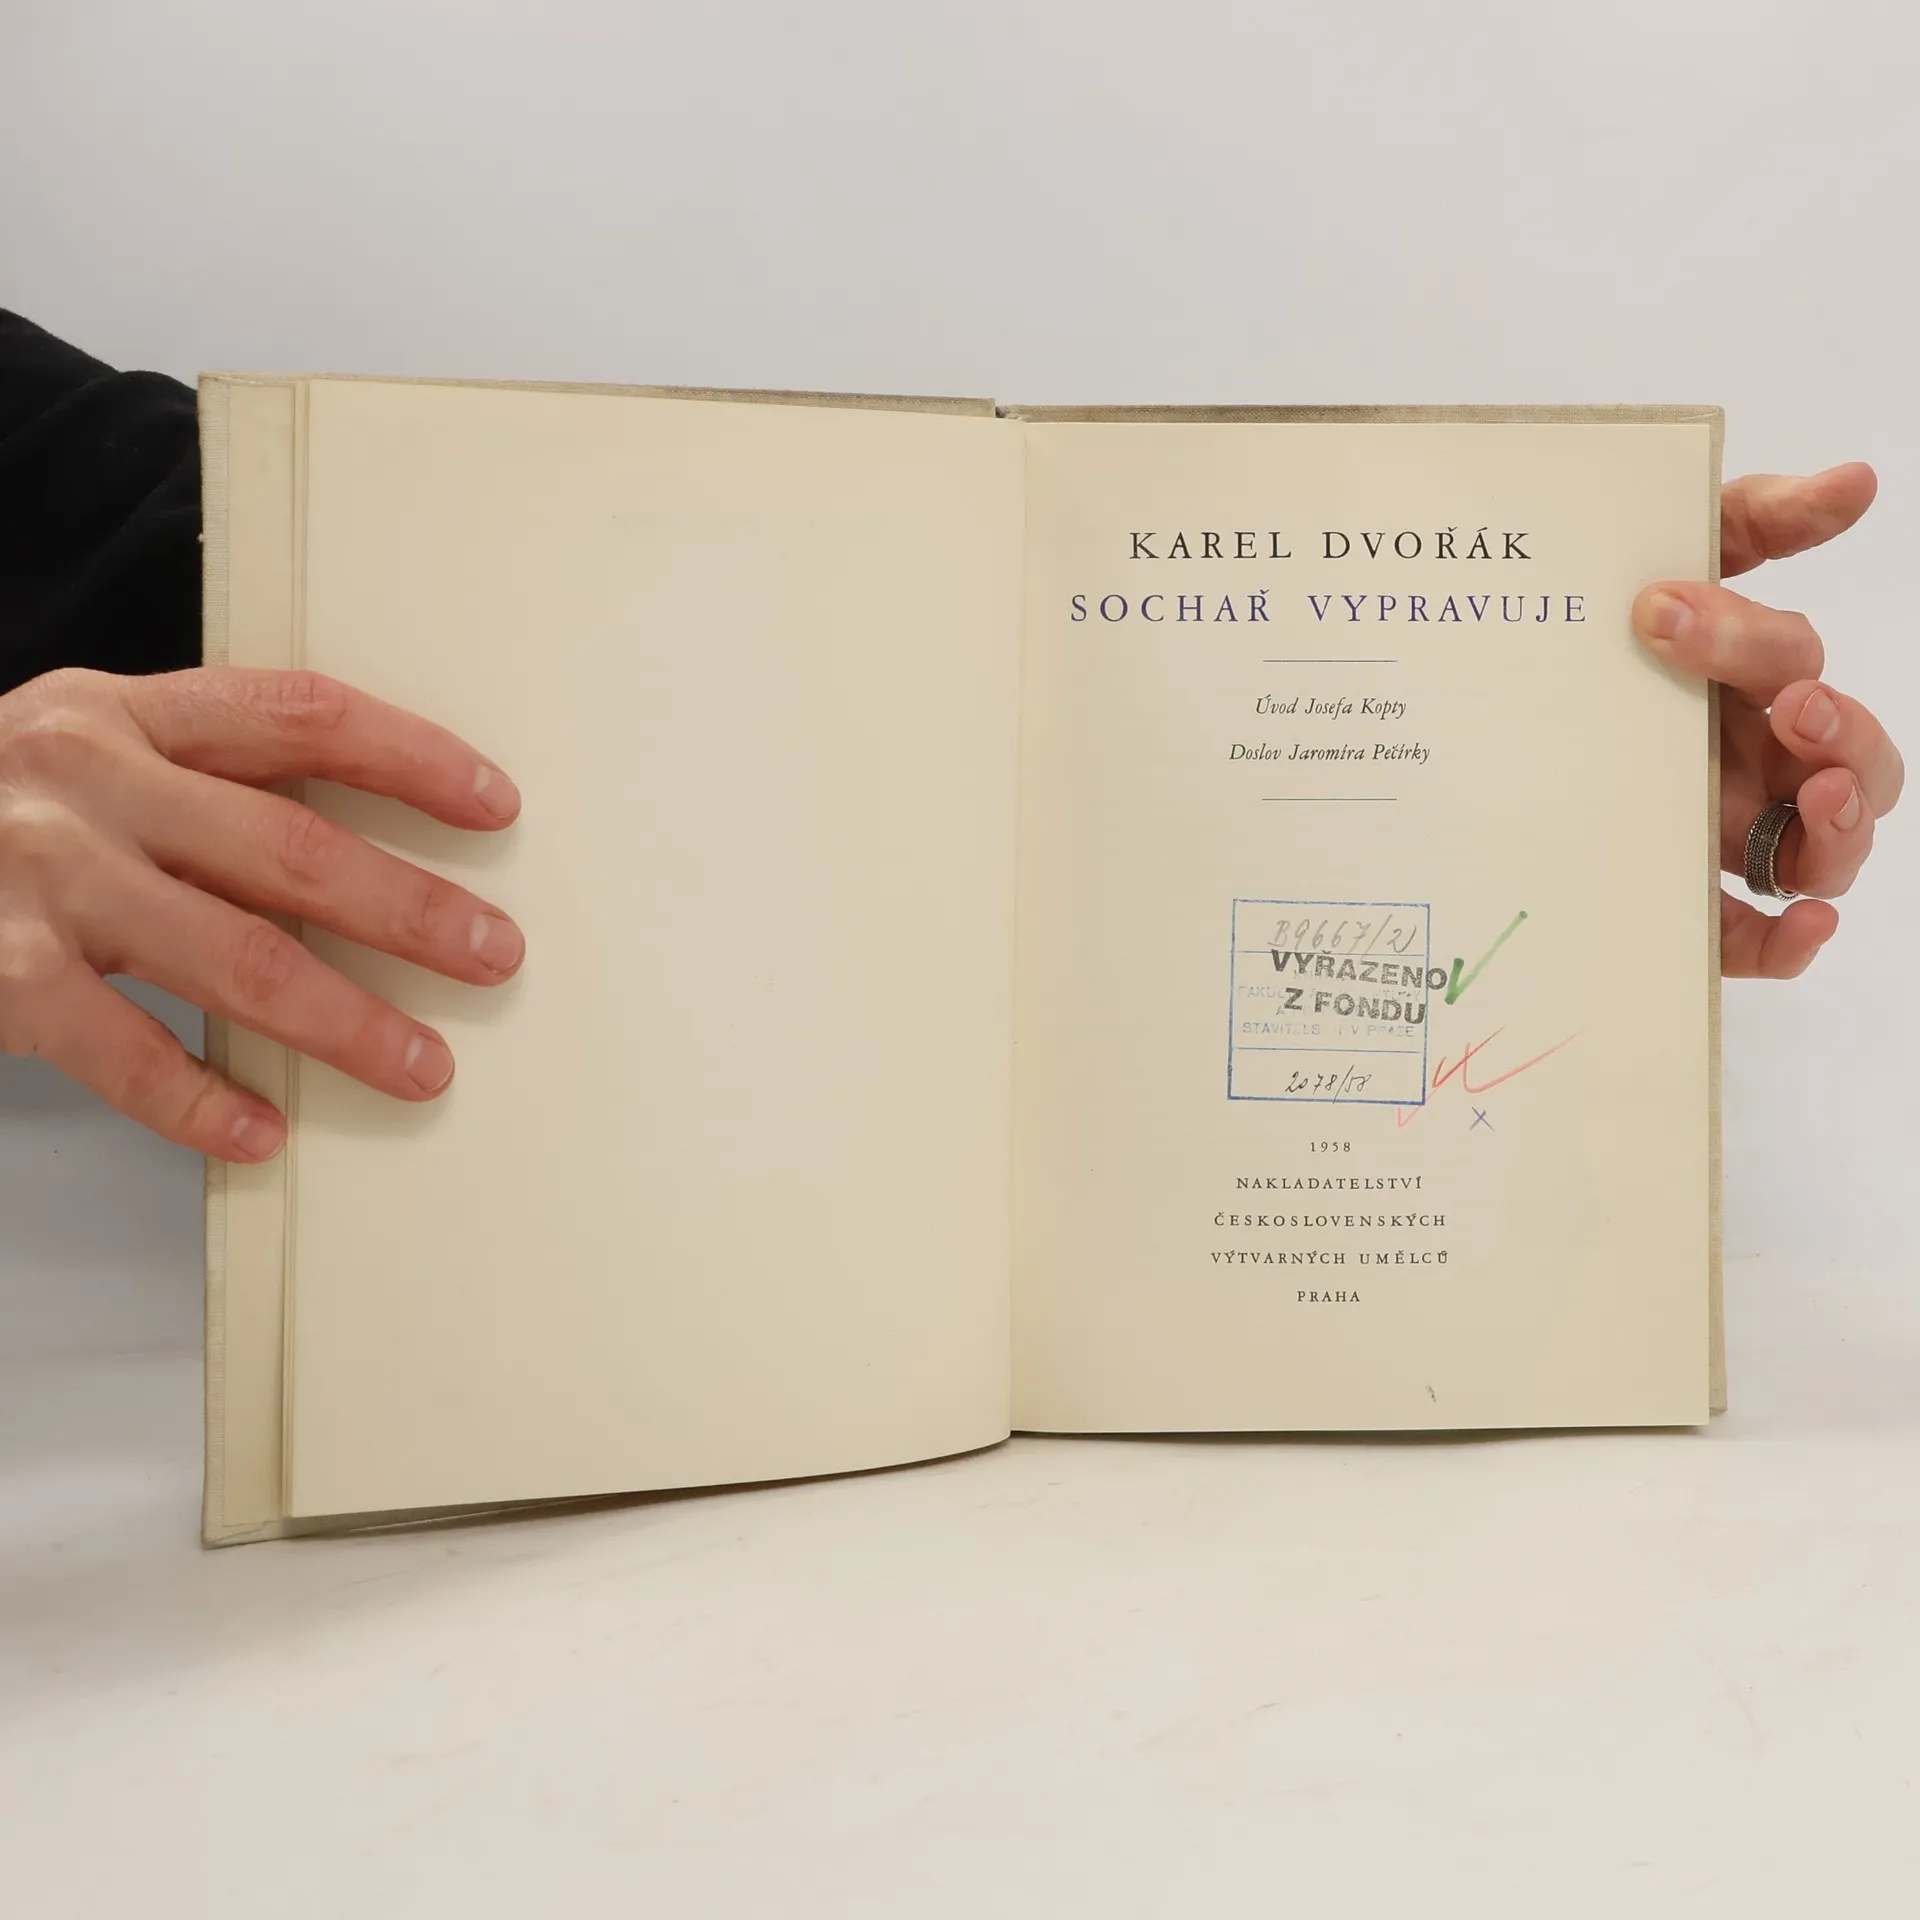 KAREL DVOŘÁK
SOCHAŘ VYPRAVUJE
Úvod Josefa Kopty
Doslov Jaromíra Pečírky
B9667/2
VYŘAZENO
Z FONDU
V PRAZE
2078/58
1958
NAKLADATELSTVÍ
ČESKOSLOVENSKÝCH
VÝTVARNÝCH UMĚLCŮ
PRAHA